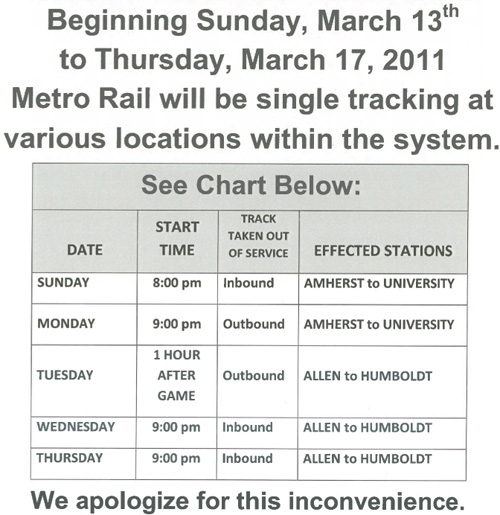 Beginning Sunday, March 13th
to Thursday, March 17, 2011
Metro Rail will be single tracking at
various locations within the system.
See Chart Below:
DATE START TIME TRACK TAKEN OUT OF SERVICE EFFECTED STATIONS
SUNDAY 8:00 pm Inbound AMHERST to UNIVERSITY
MONDAY 9:00 pm Outbound AMHERST to UNIVERSITY
TUESDAY 1 HOUR AFTER GAME Outbound ALLEN to HUMBOLDT
WEDNESDAY 9:00 pm Inbound ALLEN to HUMBOLDT
THURSDAY 9:00 pm Inbound ALLEN to HUMBOLDT
We apologize for this inconvenience.